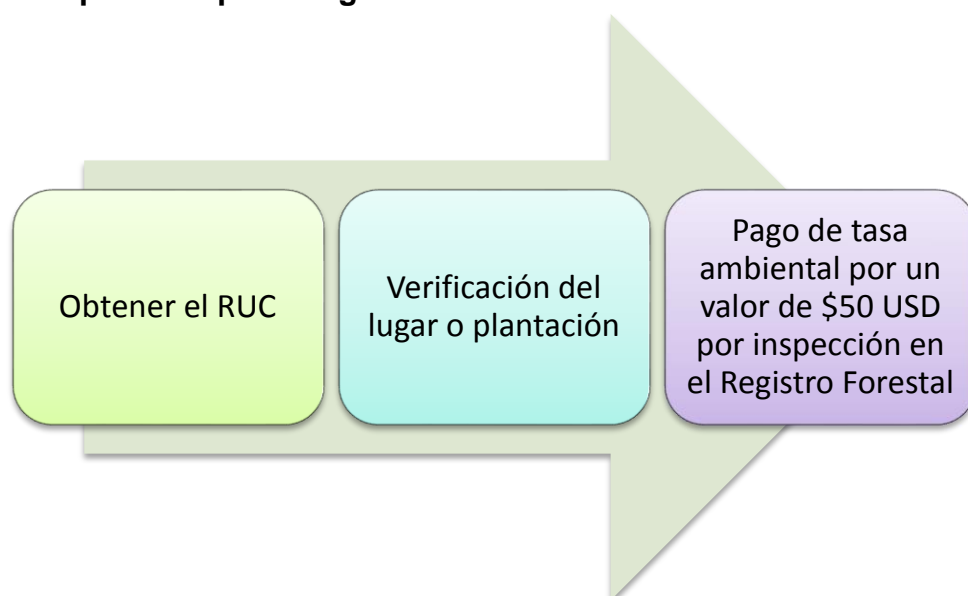 Obtener el RUC
Verificación del
lugar o plantación
Pago de tasa
ambiental por un
valor de $50 USD
por inspección en
el Registro Forestal